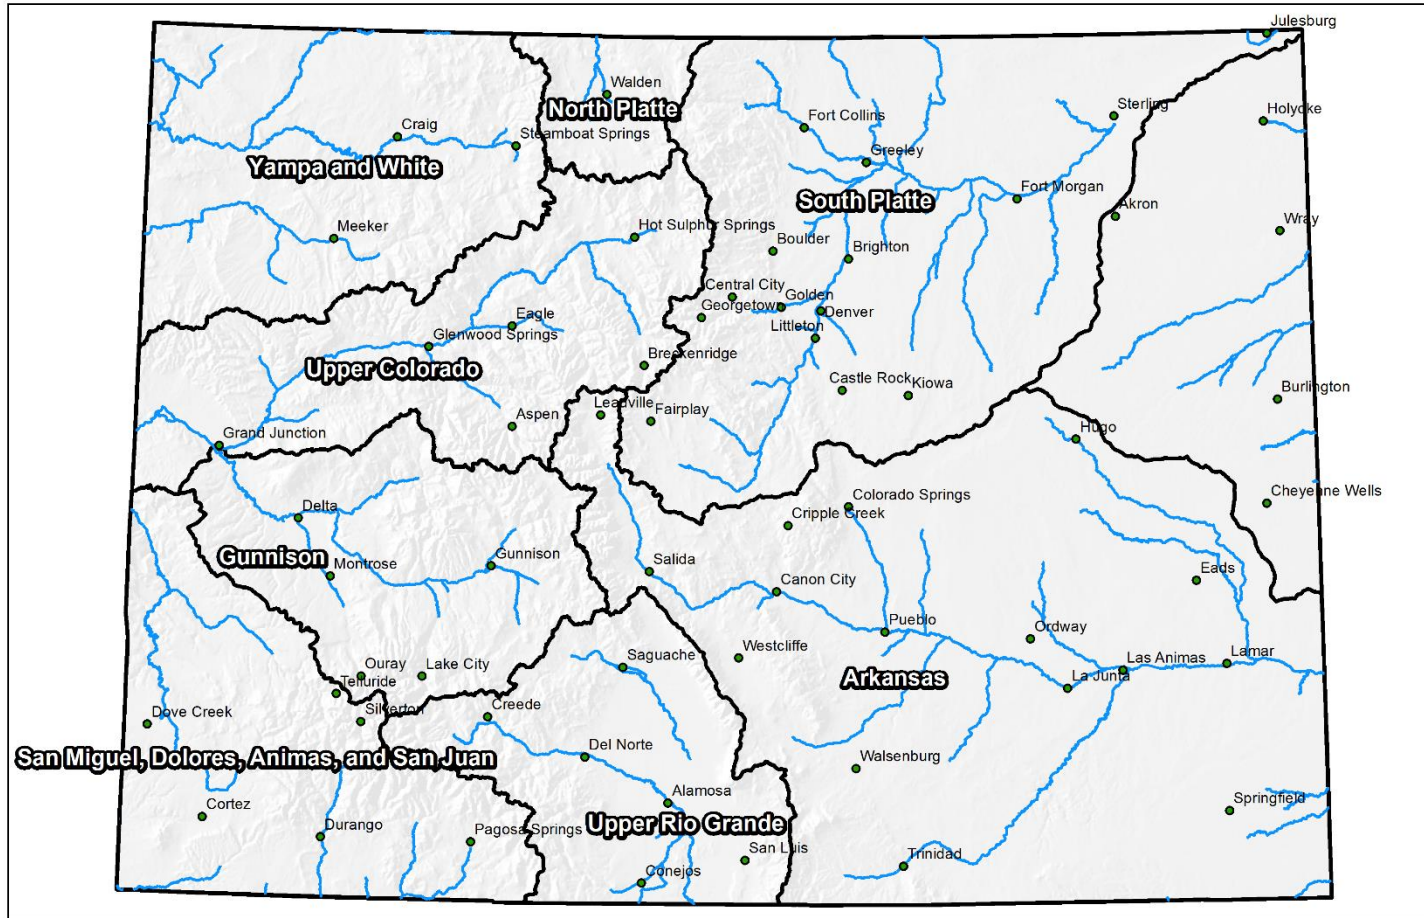 Julesburg
Walden
North Platte
Sterling
Holyoke
Craig
Fort Collins
Steamboat Springs
Yampa and White
Greeley
Fort Morgan
South Platte
Akron
Wray
Meeker
Hot Sulphur Springs
Boulder
Brighton
Central City
Georgetown
Golden
Denver
Eagle
Glenwood Springs
Littleton
Upper Colorado
Breckenridge
Castle Rock
Kiowa
Burlington
Aspen
Leadville
Fairplay
Grand Junction
Hugo
Cheyenne Wells
Delta
Colorado Springs
Cripple Creek
Gunnison
Gunnison
Montrose
Salida
Canon City
Eads
Pueblo
Ordway
Westcliffe
Saguache
Ouray
Lake City
Las Animas
Lamar
Arkansas
La Junta
Telluride
Silverton
Creede
Dove Creek
San Miguel, Dolores, Animas, and San Juan
Del Norte
Walsenburg
Alamosa
Springfield
Cortez
Upper Rio Grande
Durango
Pagosa Springs
San Luis
Trinidad
Conejos